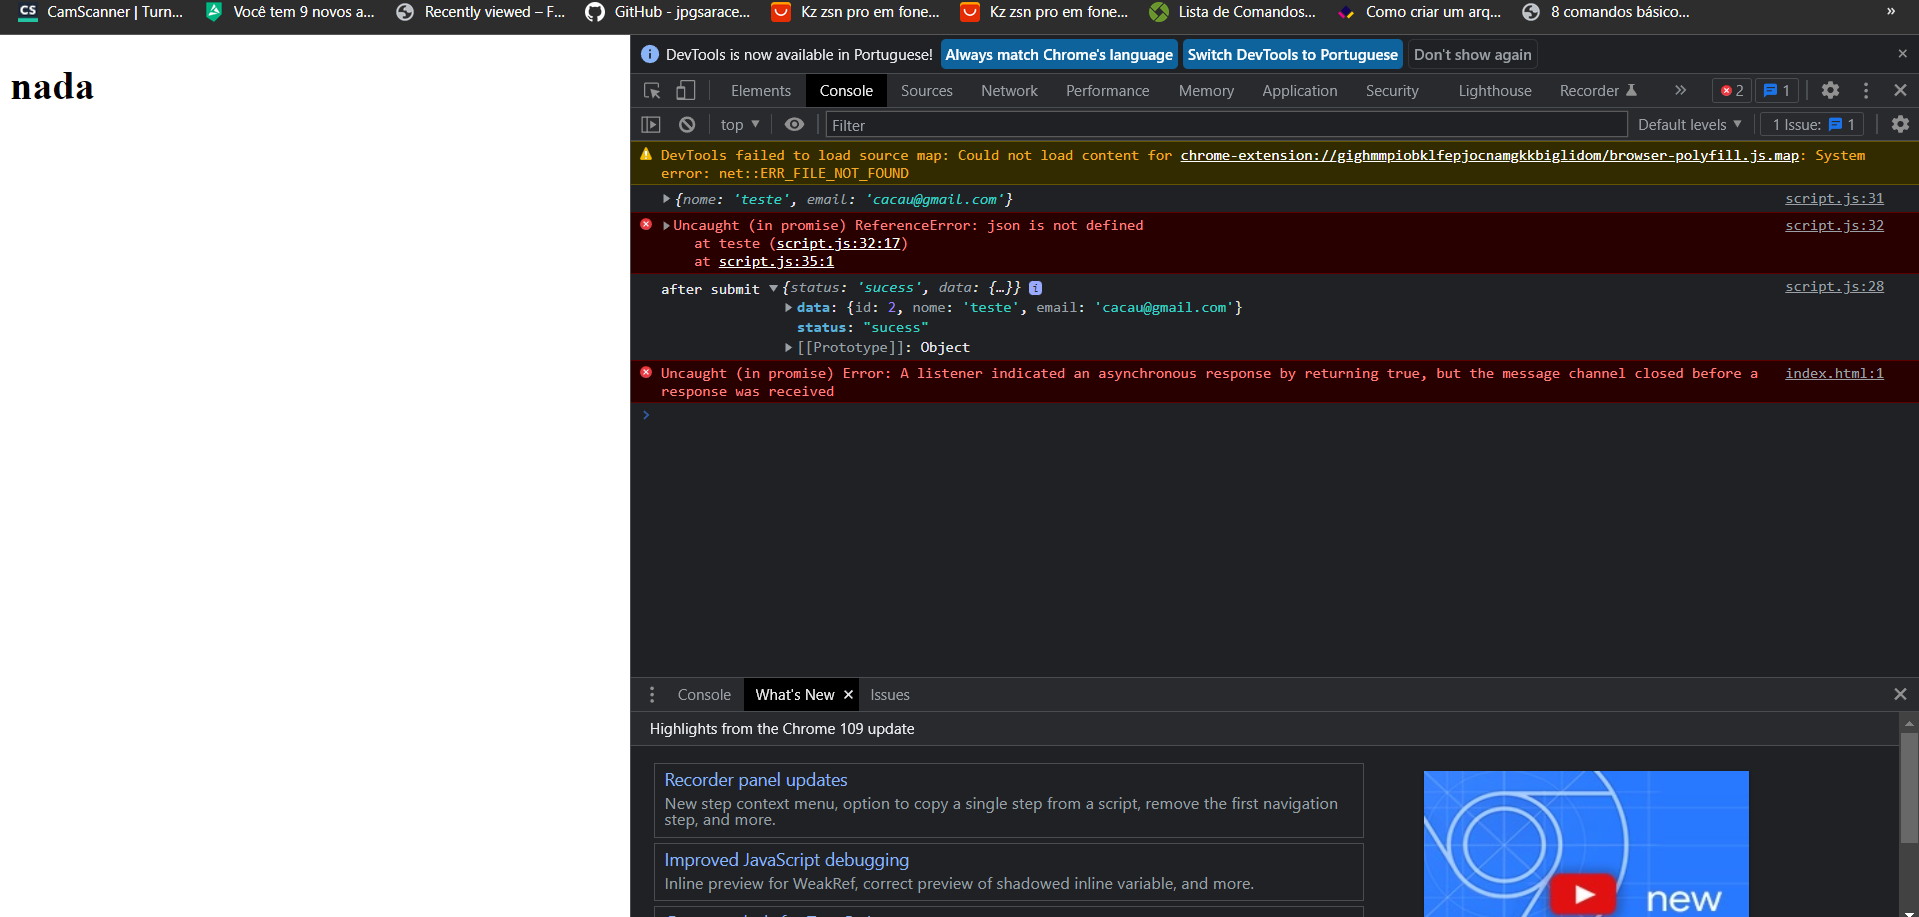 CS CamScanner | Turn... Você tem 9 novos a... Recently viewed – F... GitHub - jpgsarace... Kz zsn pro em fone... Kz zsn pro em fone... Lista de Comandos... Como criar um arq... 8 comandos básico... »
nada
DevTools is now available in Portuguese! Always match Chrome's language Switch DevTools to Portuguese Don't show again
Elements Console Sources Network Performance Memory Application Security Lighthouse Recorder » 2 1
top Filter Default levels 1 Issue: 1
DevTools failed to load source map: Could not load content for chrome-extension://gighmmpiobklfepjocnamgkkbiglidom/browser-polyfill.js.map: System
error: net::ERR_FILE_NOT_FOUND
{nome: 'teste', email: 'cacau@gmail.com'} script.js:31
Uncaught (in promise) ReferenceError: json is not defined script.js:32
at teste (script.js:32:17)
at script.js:35:1
after submit {status: 'sucess', data: {…}} i script.js:28
data: {id: 2, nome: 'teste', email: 'cacau@gmail.com'}
status: "sucess"
[[Prototype]]: Object
Uncaught (in promise) Error: A listener indicated an asynchronous response by returning true, but the message channel closed before a index.html:1
response was received
Console What's New Issues
Highlights from the Chrome 109 update
Recorder panel updates
New step context menu, option to copy a single step from a script, remove the first navigation
step, and more.
Improved JavaScript debugging
Inline preview for WeakRef, correct preview of shadowed inline variable, and more.
new